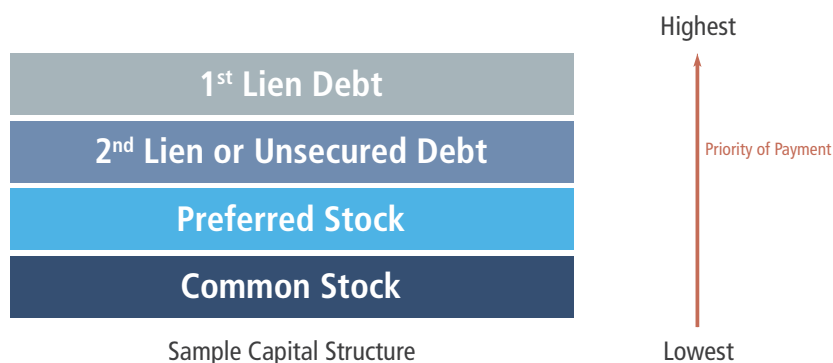 Highest
1st Lien Debt
2nd Lien or Unsecured Debt
Priority of Payment
Preferred Stock
Common Stock
Sample Capital Structure
Lowest